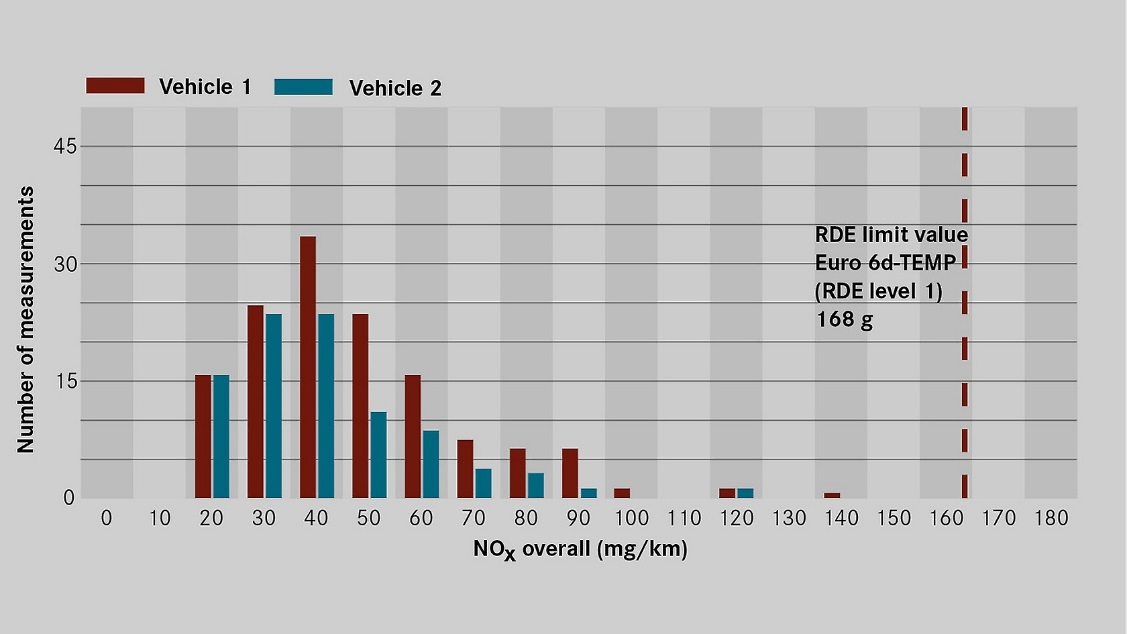 Vehicle 1 Vehicle 2
Number of measurements
45
30
15
0
RDE limit value
Euro 6d-TEMP
(RDE level 1)
168 g
0 10 20 30 40 50 60 70 80 90 100 110 120 130 140 150 160 170 180
NOx overall (mg/km)